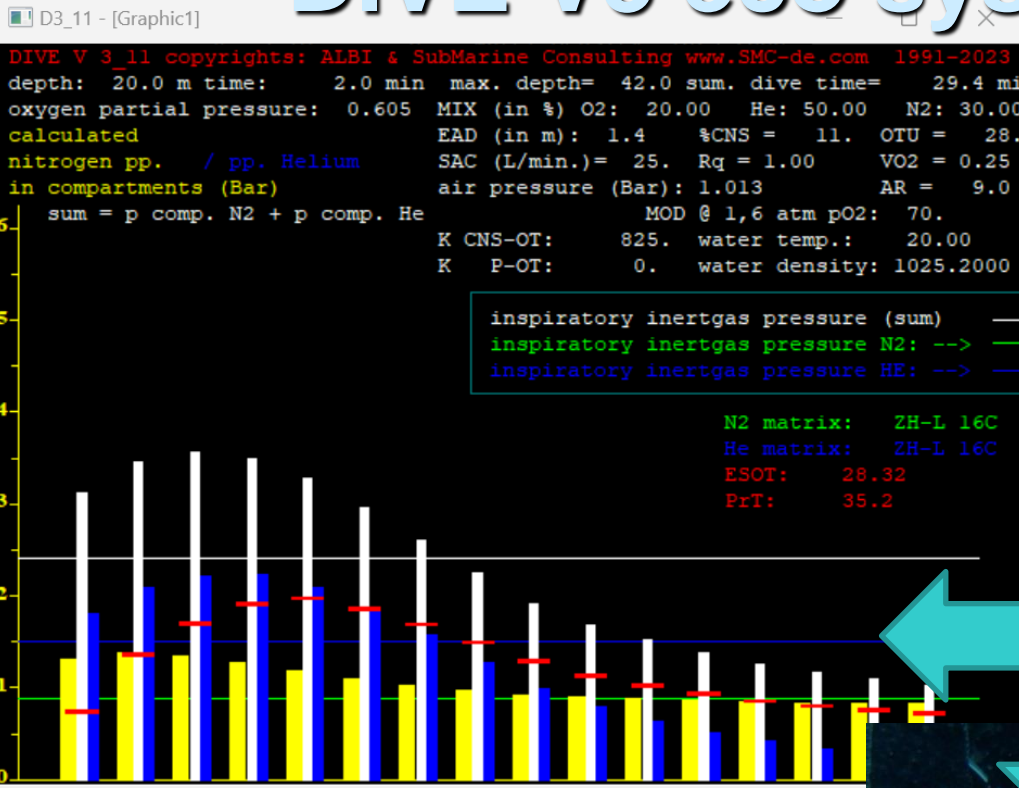 D3_11 - [Graphic1]
DIVE V 3_11 copyrights: ALBI & SubMarine Consulting www.SMC-de.com 1991-2023
depth: 20.0 m time: 2.0 min max. depth= 42.0 sum. dive time= 29.4 mi
oxygen partial pressure: 0.605 MIX (in %) O2: 20.00 He: 50.00 N2: 30.00
calculated EAD (in m): 1.4 %CNS = 11. OTU = 28.
nitrogen pp. / pp. Helium SAC (L/min.)= 25. Rq = 1.00 VO2 = 0.25
in compartments (Bar) air pressure (Bar): 1.013 AR = 9.0
sum = p comp. N2 + p comp. He MOD @ 1,6 atm pO2: 70.
K CNS-OT: 825. water temp.: 20.00
K P-OT: 0. water density: 1025.2000
6
inspiratory inertgas pressure (sum)
5
inspiratory inertgas pressure N2: -->
inspiratory inertgas pressure HE: -->
4
N2 matrix: ZH-L 16C
He matrix: ZH-L 16C
ESOT: 28.32
PrT: 35.2
3
2
1
0